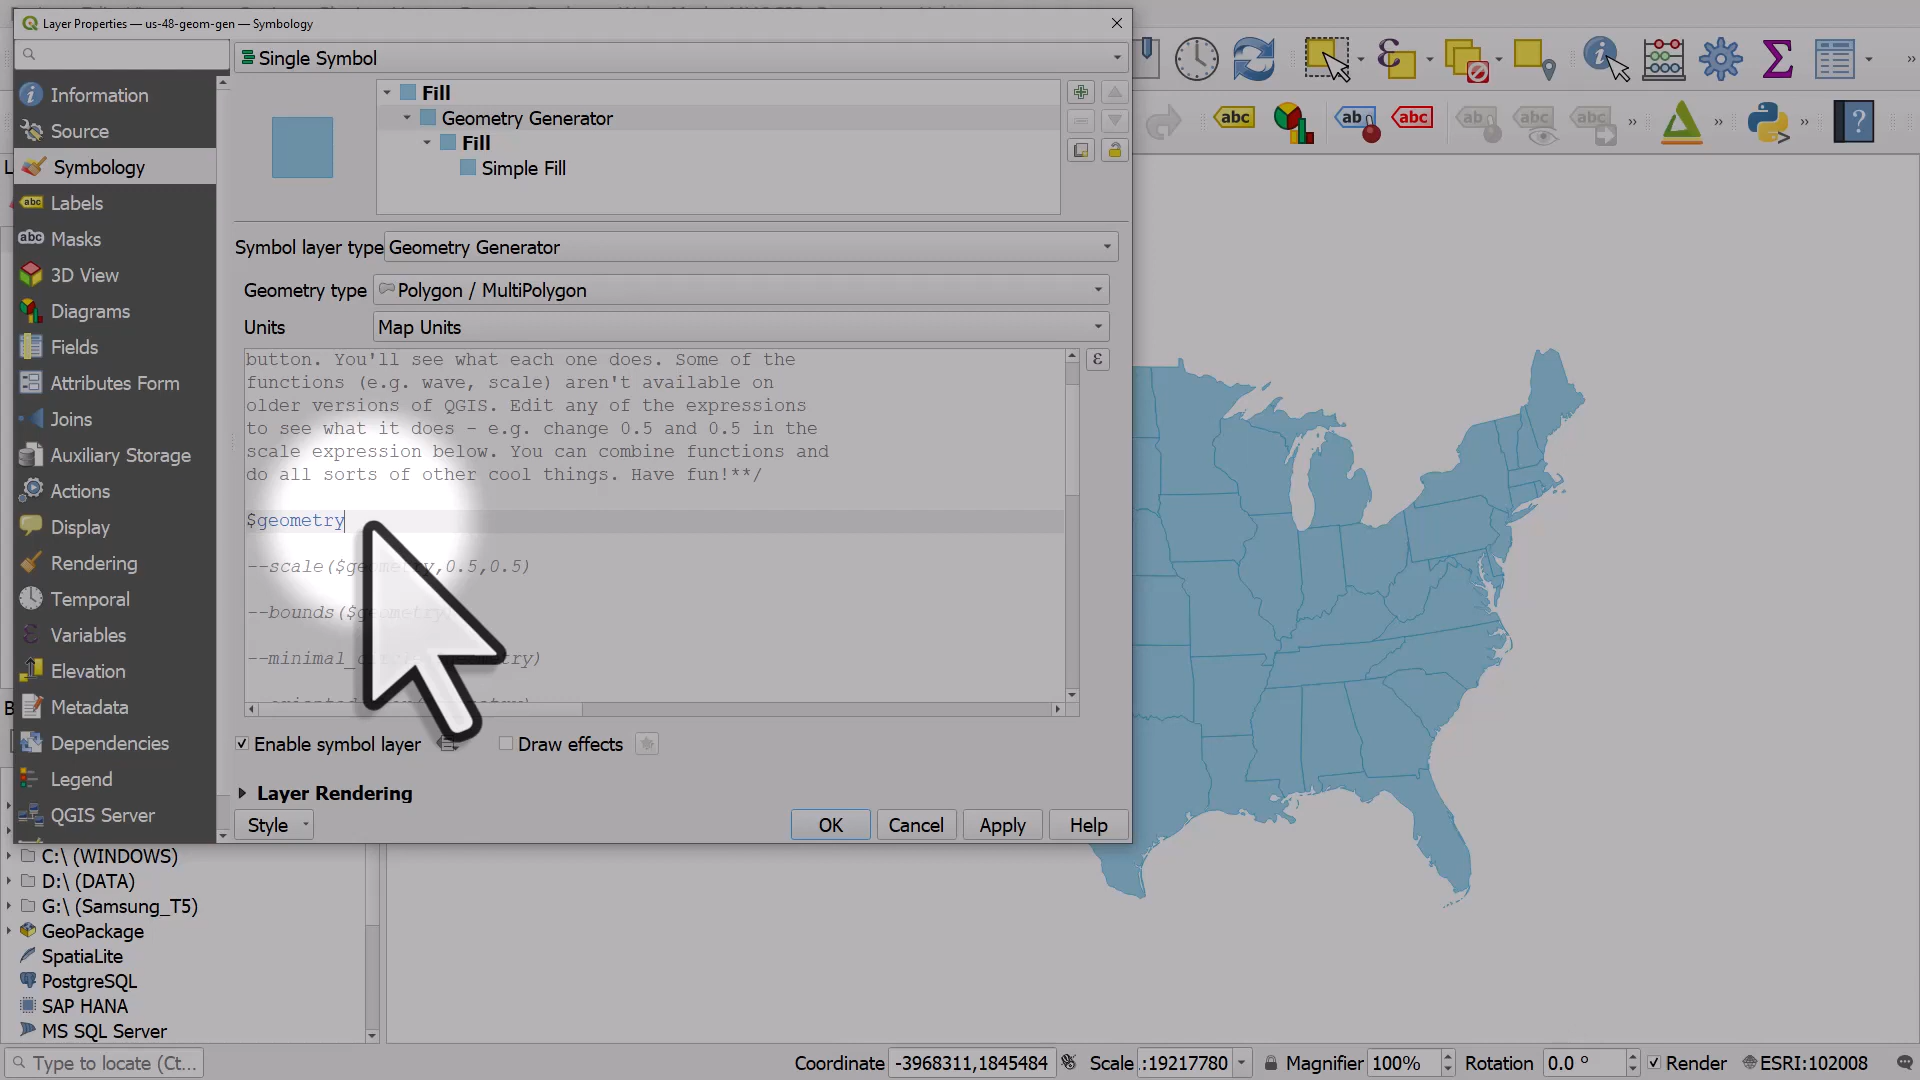 Layer Properties — us-48-geom-gen — Symbology
Single Symbol
Information
Source
Symbology
Labels
Masks
3D View
Diagrams
Fields
Attributes Form
Joins
Auxiliary Storage
Actions
Display
Rendering
Temporal
Variables
Elevation
Metadata
Dependencies
Legend
QGIS Server
Fill
Geometry Generator
Fill
Simple Fill
Symbol layer type Geometry Generator
Geometry type Polygon / MultiPolygon
Units Map Units
button. You'll see what each one does. Some of the
functions (e.g. wave, scale) aren't available on
older versions of QGIS. Edit any of the expressions
to see what it does - e.g. change 0.5 and 0.5 in the
scale expression below. You can combine functions and
do all sorts of other cool things. Have fun!**/
$geometry
--scale($geometry,0.5,0.5)
--bounds($geometry
ε
Enable symbol layer
Draw effects
Layer Rendering
Style
OK
Cancel
Apply
Help
abc
ab
abc
C:\ (WINDOWS)
D:\ (DATA)
G:\ (Samsung_T5)
GeoPackage
SpatiaLite
PostgreSQL
SAP HANA
MS SQL Server
Type to locate (Ct...
Coordinate -3968311,1845484
Scale :19217780
Magnifier 100%
Rotation 0.0 °
Render
ESRI:102008